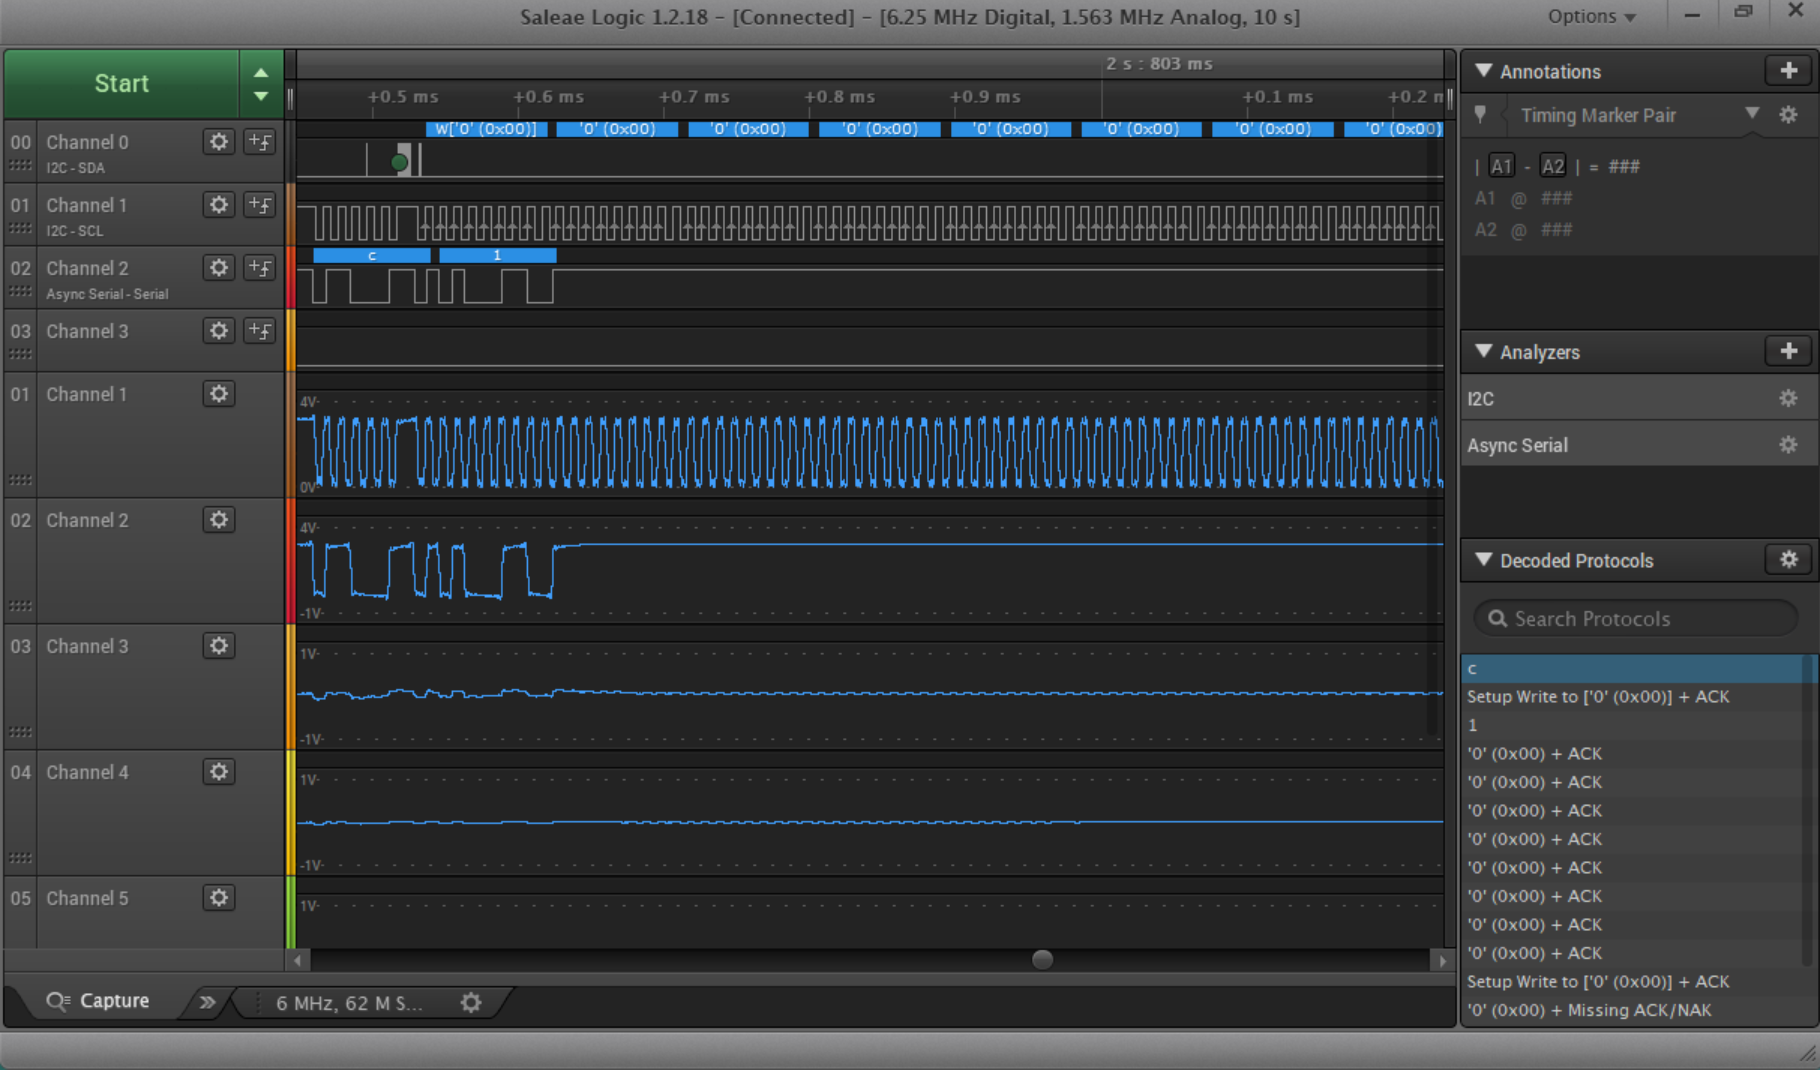 Saleae Logic 1.2.18 - [Connected] - [6.25 MHz Digital, 1.563 MHz Analog, 10 s]
Options
Start
2 s : 803 ms
+0.5 ms +0.6 ms +0.7 ms +0.8 ms +0.9 ms +0.1 ms +0.2 m
00 Channel 0
I2C - SDA
W['0' (0x00)] '0' (0x00) '0' (0x00) '0' (0x00) '0' (0x00) '0' (0x00) '0' (0x00) '0' (0x00)
01 Channel 1
I2C - SCL
02 Channel 2
Async Serial - Serial
c 1
03 Channel 3
01 Channel 1
4V
0V
02 Channel 2
4V
-1V
03 Channel 3
1V
-1V
04 Channel 4
1V
-1V
05 Channel 5
1V
Capture
6 MHz, 62 M S...
Annotations
Timing Marker Pair
| A1 - A2 | = ###
A1 @ ###
A2 @ ###
Analyzers
I2C
Async Serial
Decoded Protocols
Search Protocols
c
Setup Write to ['0' (0x00)] + ACK
1
'0' (0x00) + ACK
'0' (0x00) + ACK
'0' (0x00) + ACK
'0' (0x00) + ACK
'0' (0x00) + ACK
'0' (0x00) + ACK
'0' (0x00) + ACK
'0' (0x00) + ACK
Setup Write to ['0' (0x00)] + ACK
'0' (0x00) + Missing ACK/NAK